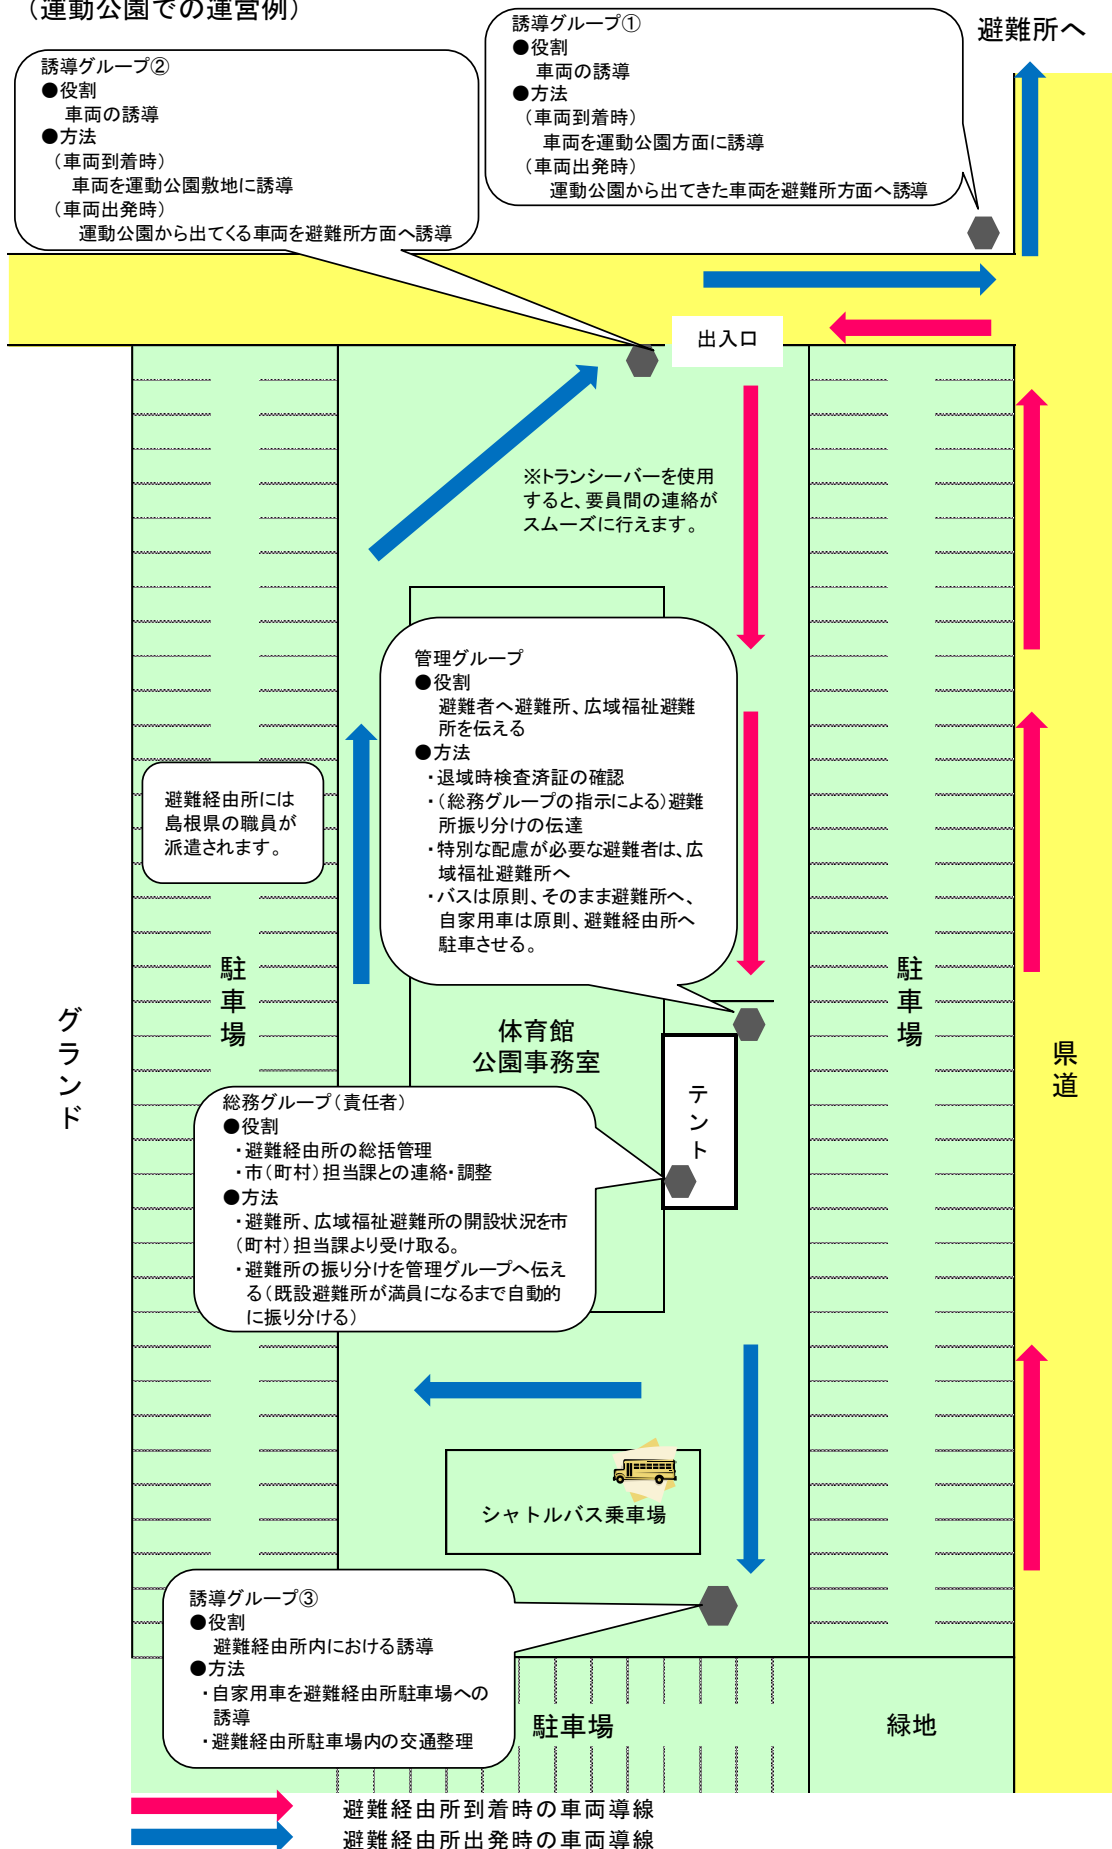 （運動公園での運営例）
避難所へ
誘導グループ①
●役割
車両の誘導
●方法
（車両到着時）
車両を運動公園方面に誘導
（車両出発時）
運動公園から出てきた車両を避難所方面へ誘導
誘導グループ②
●役割
車両の誘導
●方法
（車両到着時）
車両を運動公園敷地に誘導
（車両出発時）
運動公園から出てくる車両を避難所方面へ誘導
出入口
※トランシーバーを使用
すると、要員間の連絡が
スムーズに行えます。
管理グループ
●役割
避難者へ避難所、広域福祉避難
所を伝える
●方法
・退域時検査済証の確認
・（総務グループの指示による）避難
所振り分けの伝達
・特別な配慮が必要な避難者は、広
域福祉避難所へ
・バスは原則、そのまま避難所へ、
自家用車は原則、避難経由所へ
駐車させる。
避難経由所には
島根県の職員が
派遣されます。
駐車場
駐車場
グランド
体育館
公園事務室
県道
テント
総務グループ（責任者）
●役割
・避難経由所の総括管理
・市（町村）担当課との連絡・調整
●方法
・避難所、広域福祉避難所の開設状況を市
（町村）担当課より受け取る。
・避難所の振り分けを管理グループへ伝え
る（既設避難所が満員になるまで自動的
に振り分ける）
シャトルバス乗車場
誘導グループ③
●役割
避難経由所内における誘導
●方法
・自家用車を避難経由所駐車場への
誘導
・避難経由所駐車場内の交通整理
駐車場
緑地
避難経由所到着時の車両導線
避難経由所出発時の車両導線